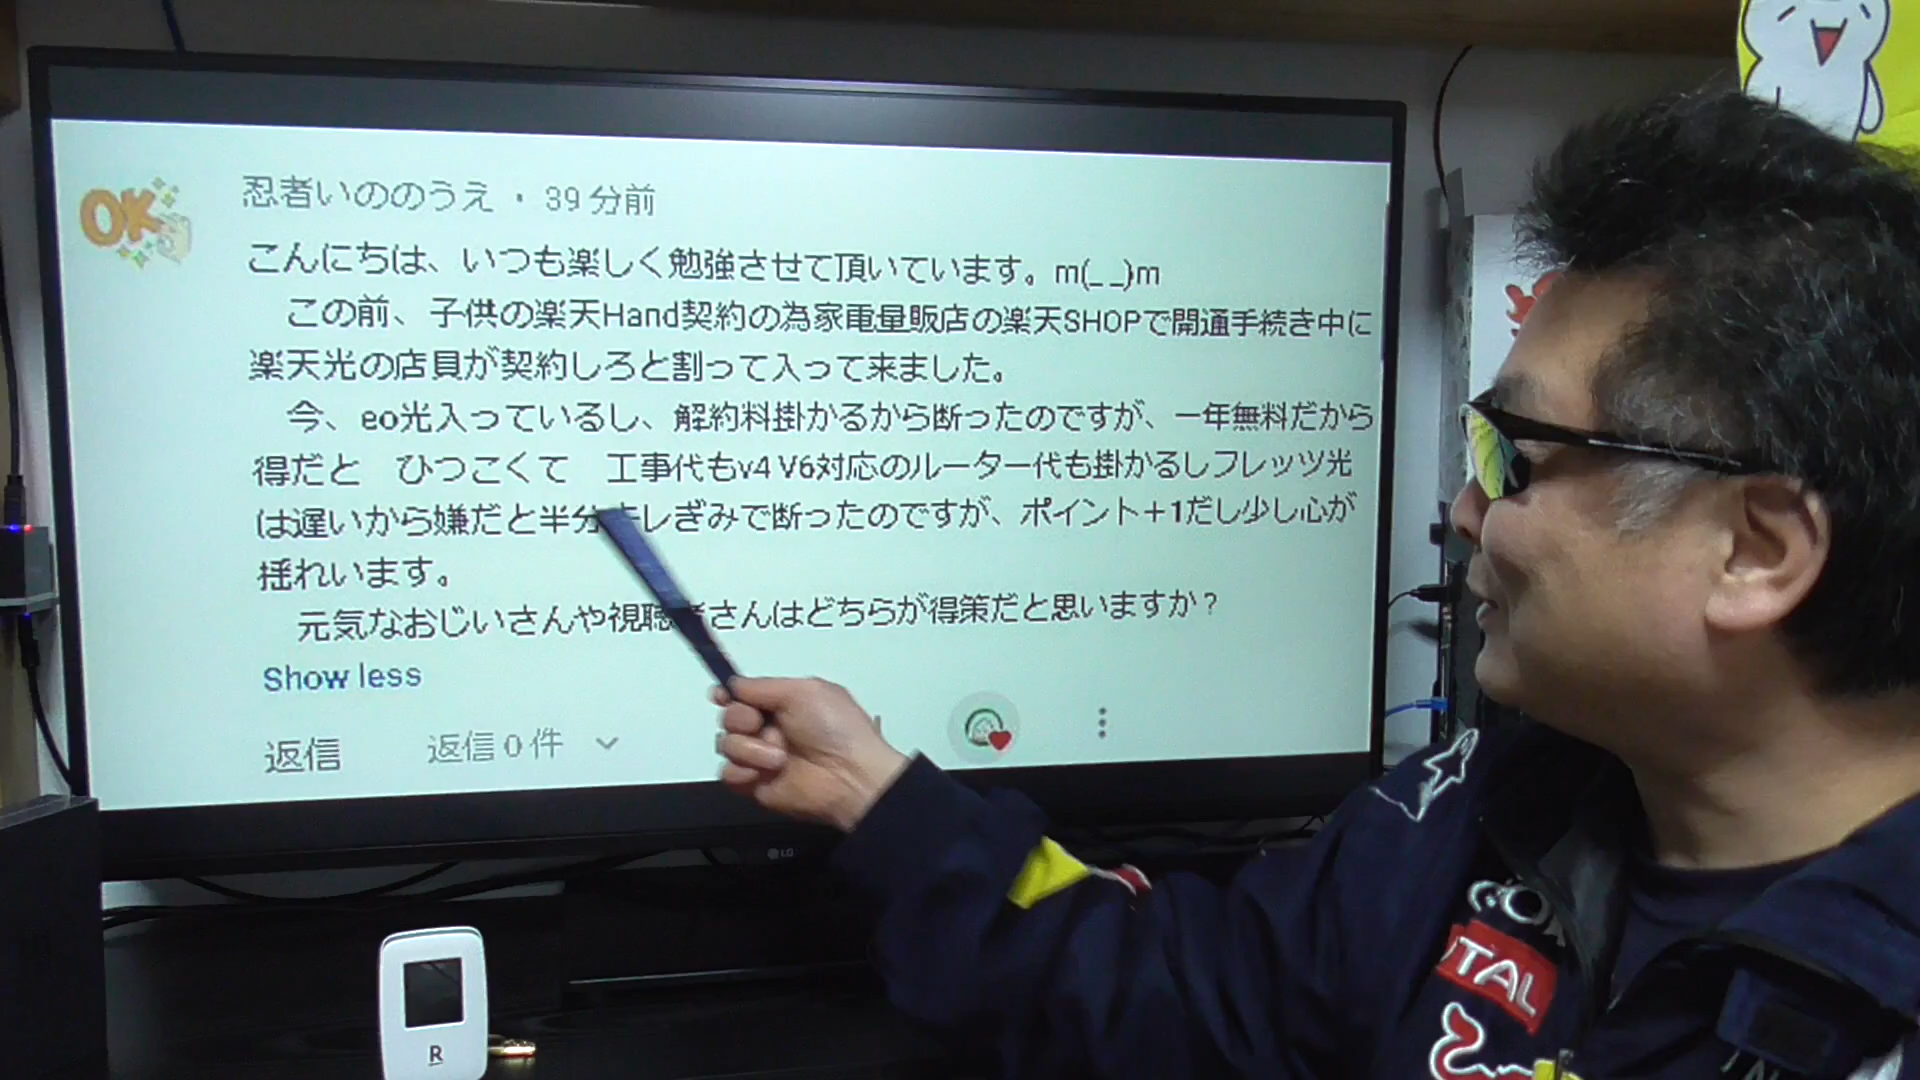 OK
忍者いののうえ・39分前
こんにちは、いつも楽しく勉強させて頂いています。m(_ _)m
この前、子供の楽天Hand契約の為家電量販店の楽天SHOPで開通手続き中に
楽天光の店員が契約しろと割って入って来ました。
今、eo光入っているし、解約料掛かるから断ったのですが、一年無料だから
得だと ひつこくて 工事代もv4 V6対応のルーター代も掛かるしフレッツ光
は遅いから嫌だと半分キレぎみで断ったのですが、ポイント＋1だし少し心が
揺れいます。
元気なおじいさんや視聴者さんはどちらが得策だと思いますか？
Show less
返信 返信 0 件
LG
R
TAL